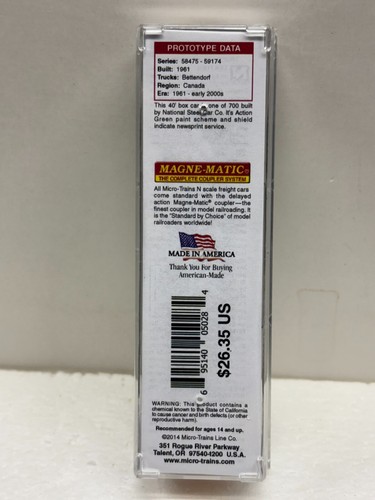 PROTOTYPE DATA
Series: 58475 - 59174
Built: 1961
Trucks: Bettendorf
Region: Canada
Era: 1961 - early 2000s
This 40' box car one of 700 built
by National Steel Car Co. It's Action
Green paint scheme and shield
indicate newsprint service.
MAGNE-MATIC®
THE COMPLETE COUPLER SYSTEM
All Micro-Trains N scale freight cars
come standard with the delayed
action Magne-Matic® coupler—the
finest coupler in model railroading. It
is the "Standard by Choice" of model
railroaders worldwide!
MADE IN AMERICA
Thank You For Buying
American-Made
6 95140 05028 4
$26.35 US
WARNING: This product contains a
chemical known to the State of California
to cause cancer and birth defects (or other
reproductive harm).
Recommended for ages 14 and up.
©2014 Micro-Trains Line Co.
351 Rogue River Parkway
Talent, OR 97540-4200 U.S.A.
www.micro-trains.com